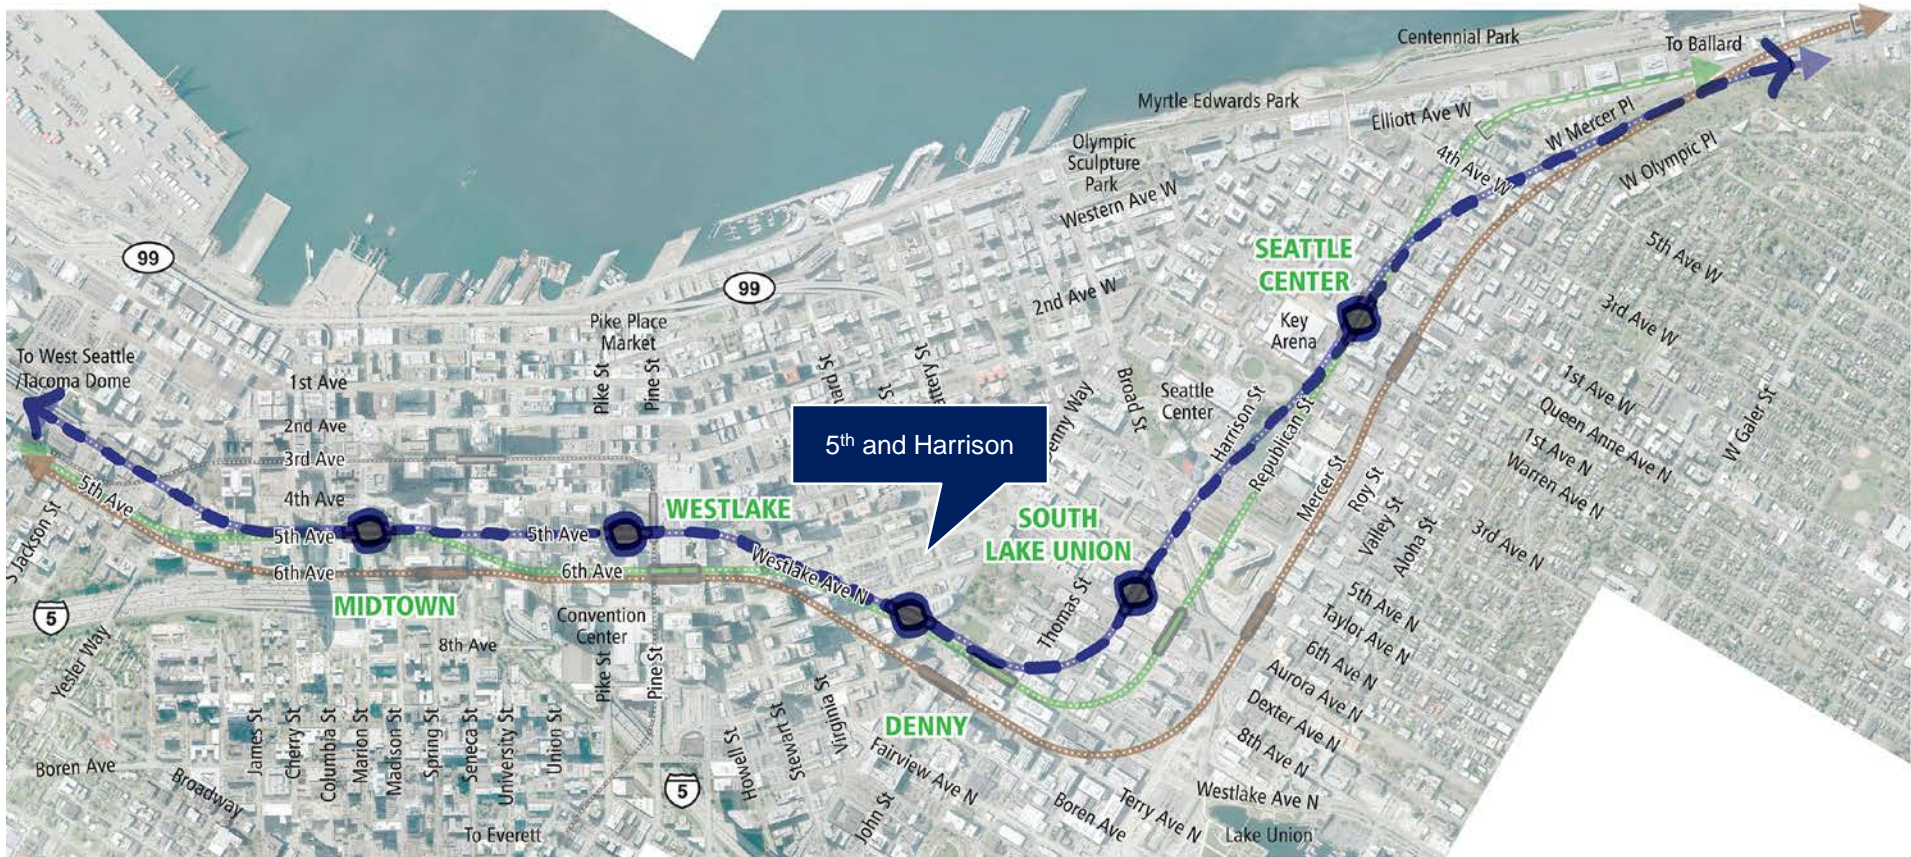 Centennial Park
To Ballard
Myrtle Edwards Park
Elliott Ave W
W Mercer Pl
Olympic
Sculpture
Park
4th Ave W
W Olympic Pl
Western Ave W
SEATTLE
CENTER
5th Ave W
99
99
2nd Ave W
3rd Ave W
Key
Arena
Pike Place
Market
To West Seattle
/Tacoma Dome
1st Ave
Pike St
Pine St
1st Ave W
Queen Anne Ave N
1st Ave N
Warren Ave N
W Galer St
Broad St
Seattle
Center
Harrison St
Republican St
2nd Ave
3rd Ave
5th and Harrison
4th Ave
5th Ave
S Jackson St
5th Ave
5th Ave
WESTLAKE
SOUTH
LAKE UNION
Mercer St
Roy St
Valley St
Aloha St
3rd Ave N
6th Ave
6th Ave
Westlake Ave N
Thomas St
MIDTOWN
5
Convention
Center
8th Ave
5th Ave N
Taylor Ave N
6th Ave N
Aurora Ave N
Dexter Ave N
8th Ave N
Yesler Way
Pike St
Pine St
DENNY
James St
Cherry St
Columbia St
Marion St
Madison St
Spring St
Seneca St
University St
Union St
Howell St
Stewart St
Virginia St
Fairview Ave N
Boren Ave
Broadway
5
To Everett
John St
Boren Ave
Terry Ave N
Westlake Ave N
Lake Union